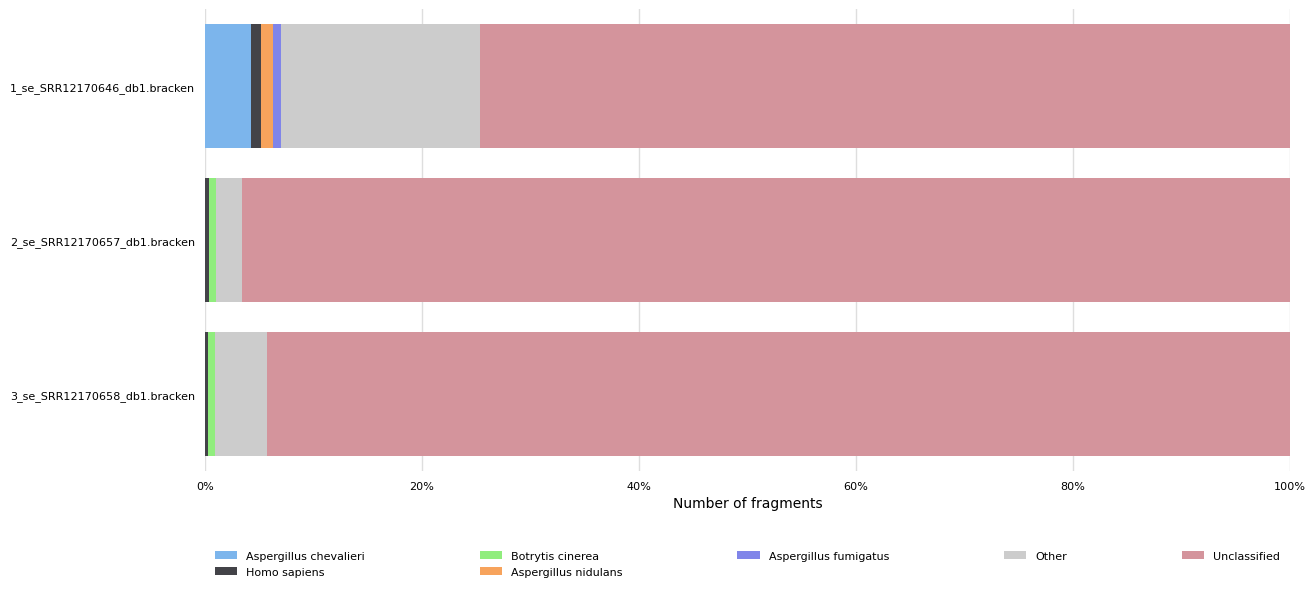 1_se_SRR12170646_db1.bracken
2_se_SRR12170657_db1.bracken
3_se_SRR12170658_db1.bracken
0% 20% 40% 60% 80% 100%
Number of fragments
Aspergillus chevalieri Botrytis cinerea Aspergillus fumigatus Other Unclassified
Homo sapiens Aspergillus nidulans